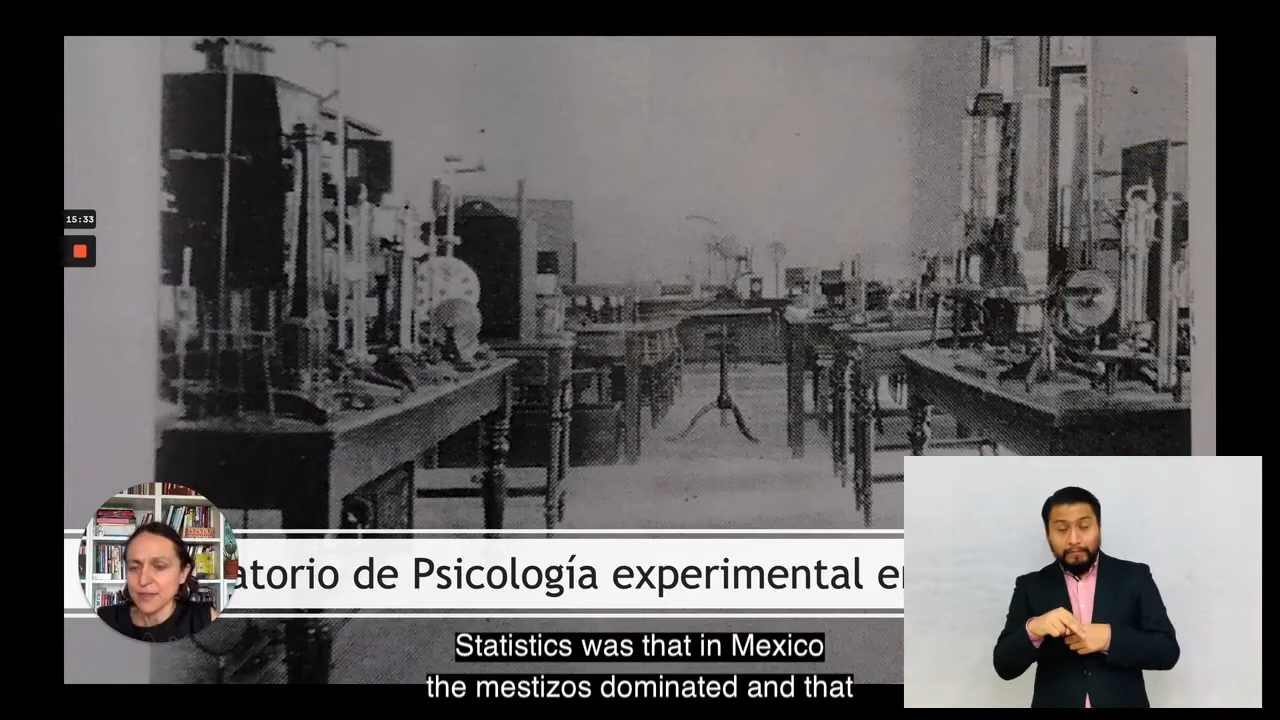 15:33
atorio de Psicología experimental en
Statistics was that in Mexico
the mestizos dominated and that